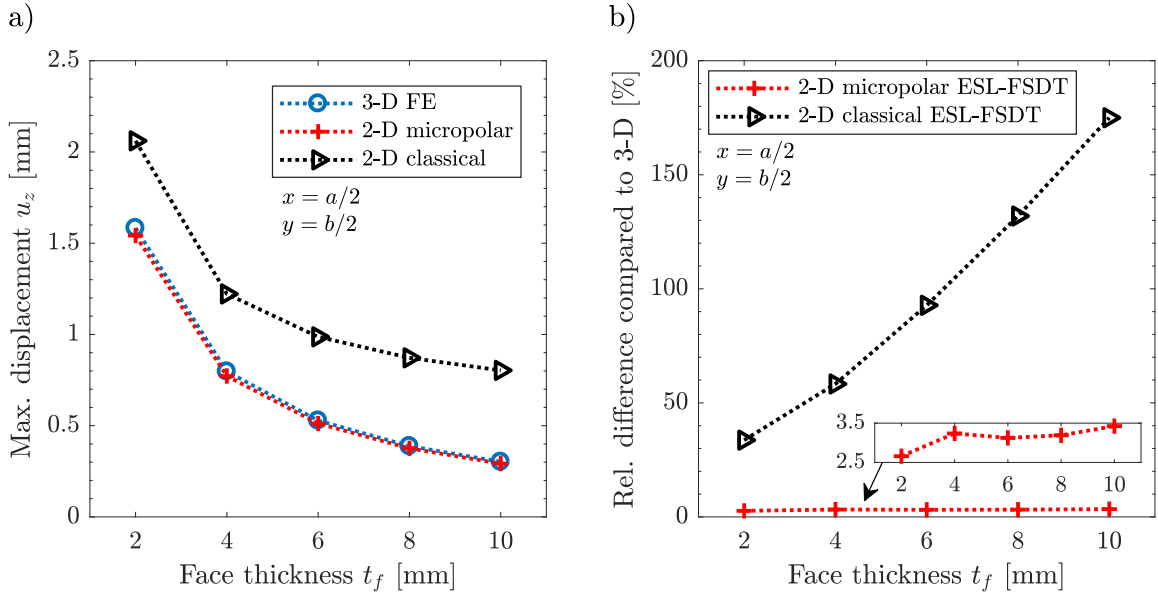 a)
Max. displacement u_z [mm]
2.5
2
1.5
1
0.5
0
3-D FE
2-D micropolar
2-D classical
x = a/2
y = b/2
2 4 6 8 10
Face thickness t_f [mm]
b)
Rel. difference compared to 3-D [%]
200
150
100
50
0
2-D micropolar ESL-FSDT
2-D classical ESL-FSDT
x = a/2
y = b/2
3.5
2.5
2 4 6 8 10
2 4 6 8 10
Face thickness t_f [mm]